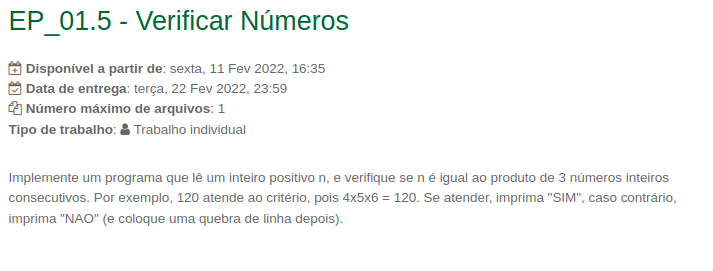 EP_01.5 - Verificar Números
Disponível a partir de: sexta, 11 Fev 2022, 16:35
Data de entrega: terça, 22 Fev 2022, 23:59
Número máximo de arquivos: 1
Tipo de trabalho: Trabalho individual
Implemente um programa que lê um inteiro positivo n, e verifique se n é igual ao produto de 3 números inteiros
consecutivos. Por exemplo, 120 atende ao critério, pois 4x5x6 = 120. Se atender, imprima "SIM", caso contrário,
imprima "NAO" (e coloque uma quebra de linha depois).